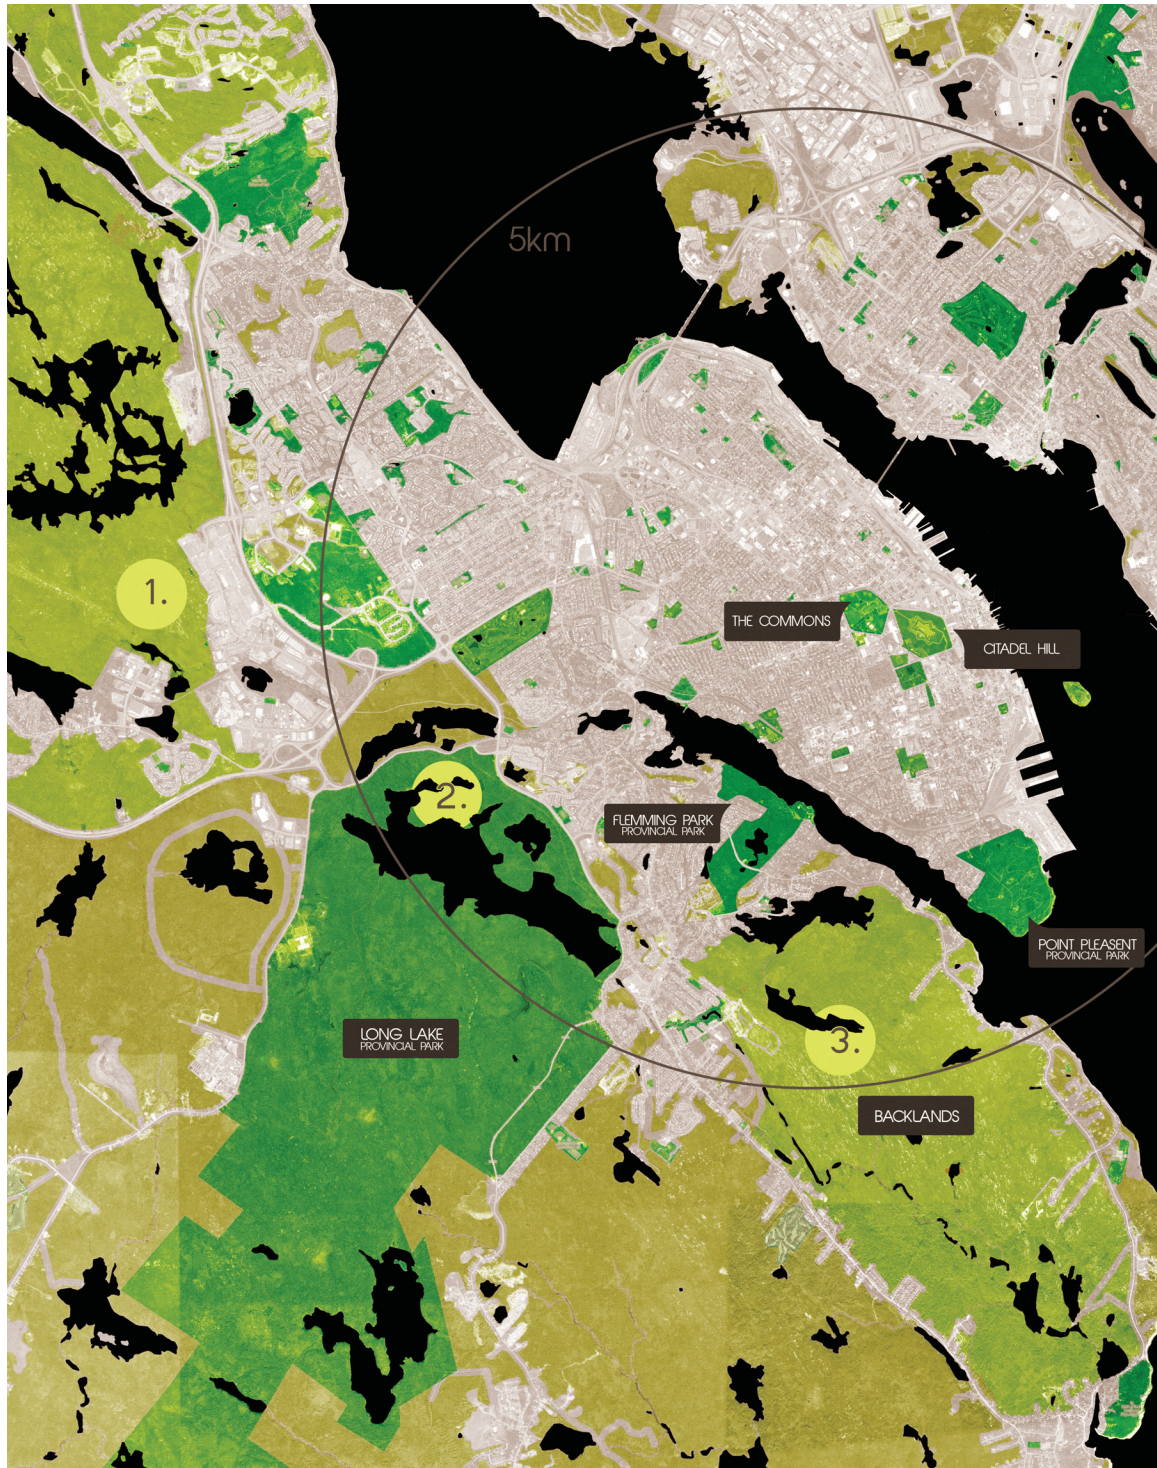 5km
1.
THE COMMONS
CITADEL HILL
2.
FLEMMING PARK
PROVINCIAL PARK
POINT PLEASENT
PROVINCIAL PARK
LONG LAKE
PROVINCIAL PARK
3.
BACKLANDS